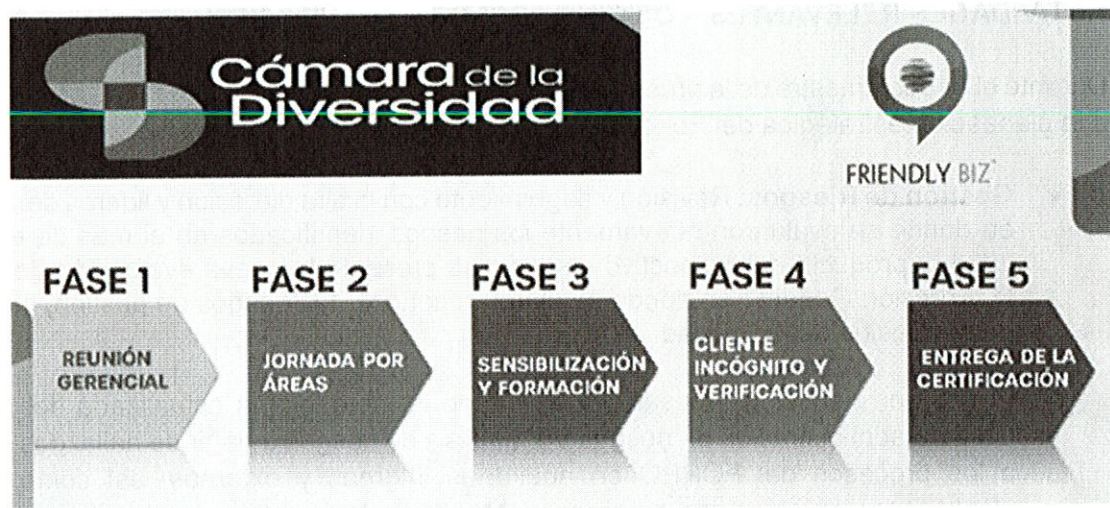 Cámara de la
Diversidad
FRIENDLY BIZ
FASE 1
REUNIÓN
GERENCIAL
FASE 2
JORNADA POR
ÁREAS
FASE 3
SENSIBILIZACIÓN
Y FORMACIÓN
FASE 4
CLIENTE
INCÓGNITO Y
VERIFICACIÓN
FASE 5
ENTREGA DE LA
CERTIFICACIÓN